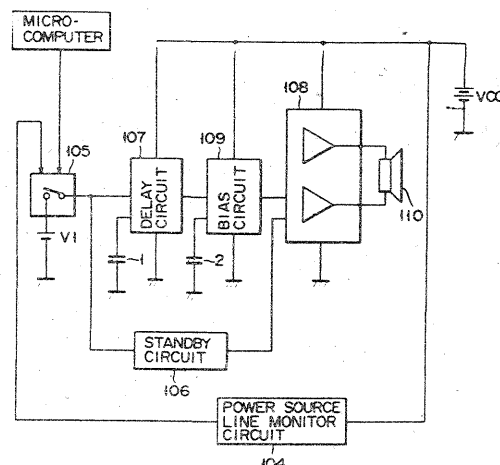 MICRO-
COMPUTER
VCC
105
107
109
108
DELAY
CIRCUIT
BIAS
CIRCUIT
110
V1
1
2
STANDBY
CIRCUIT
106
POWER SOURCE
LINE MONITOR
CIRCUIT
104